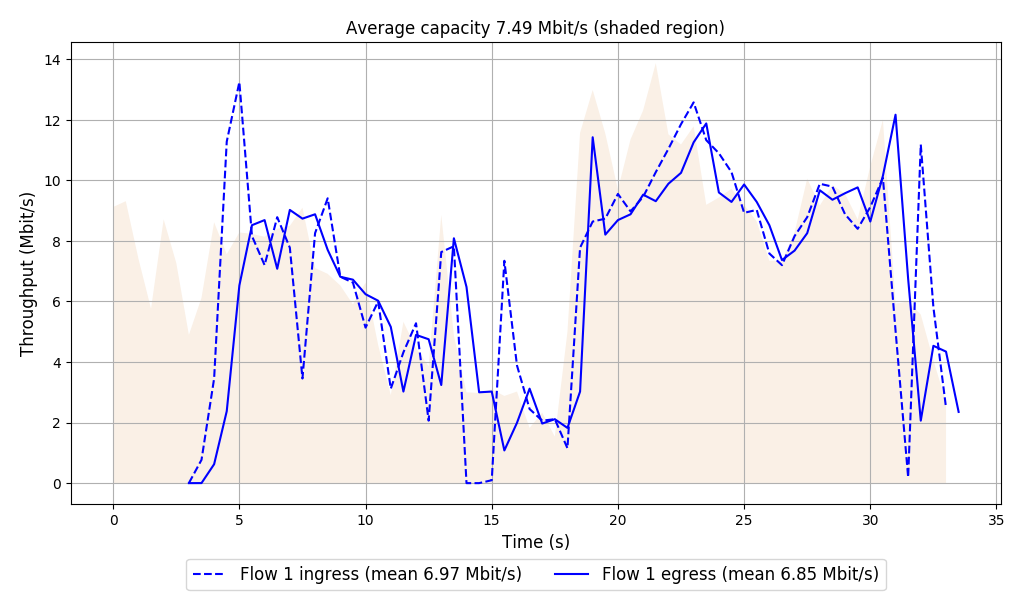 Average capacity 7.49 Mbit/s (shaded region)
Throughput (Mbit/s)
14
12
10
8
6
4
2
0
0 5 10 15 20 25 30 35
Time (s)
Flow 1 ingress (mean 6.97 Mbit/s) Flow 1 egress (mean 6.85 Mbit/s)